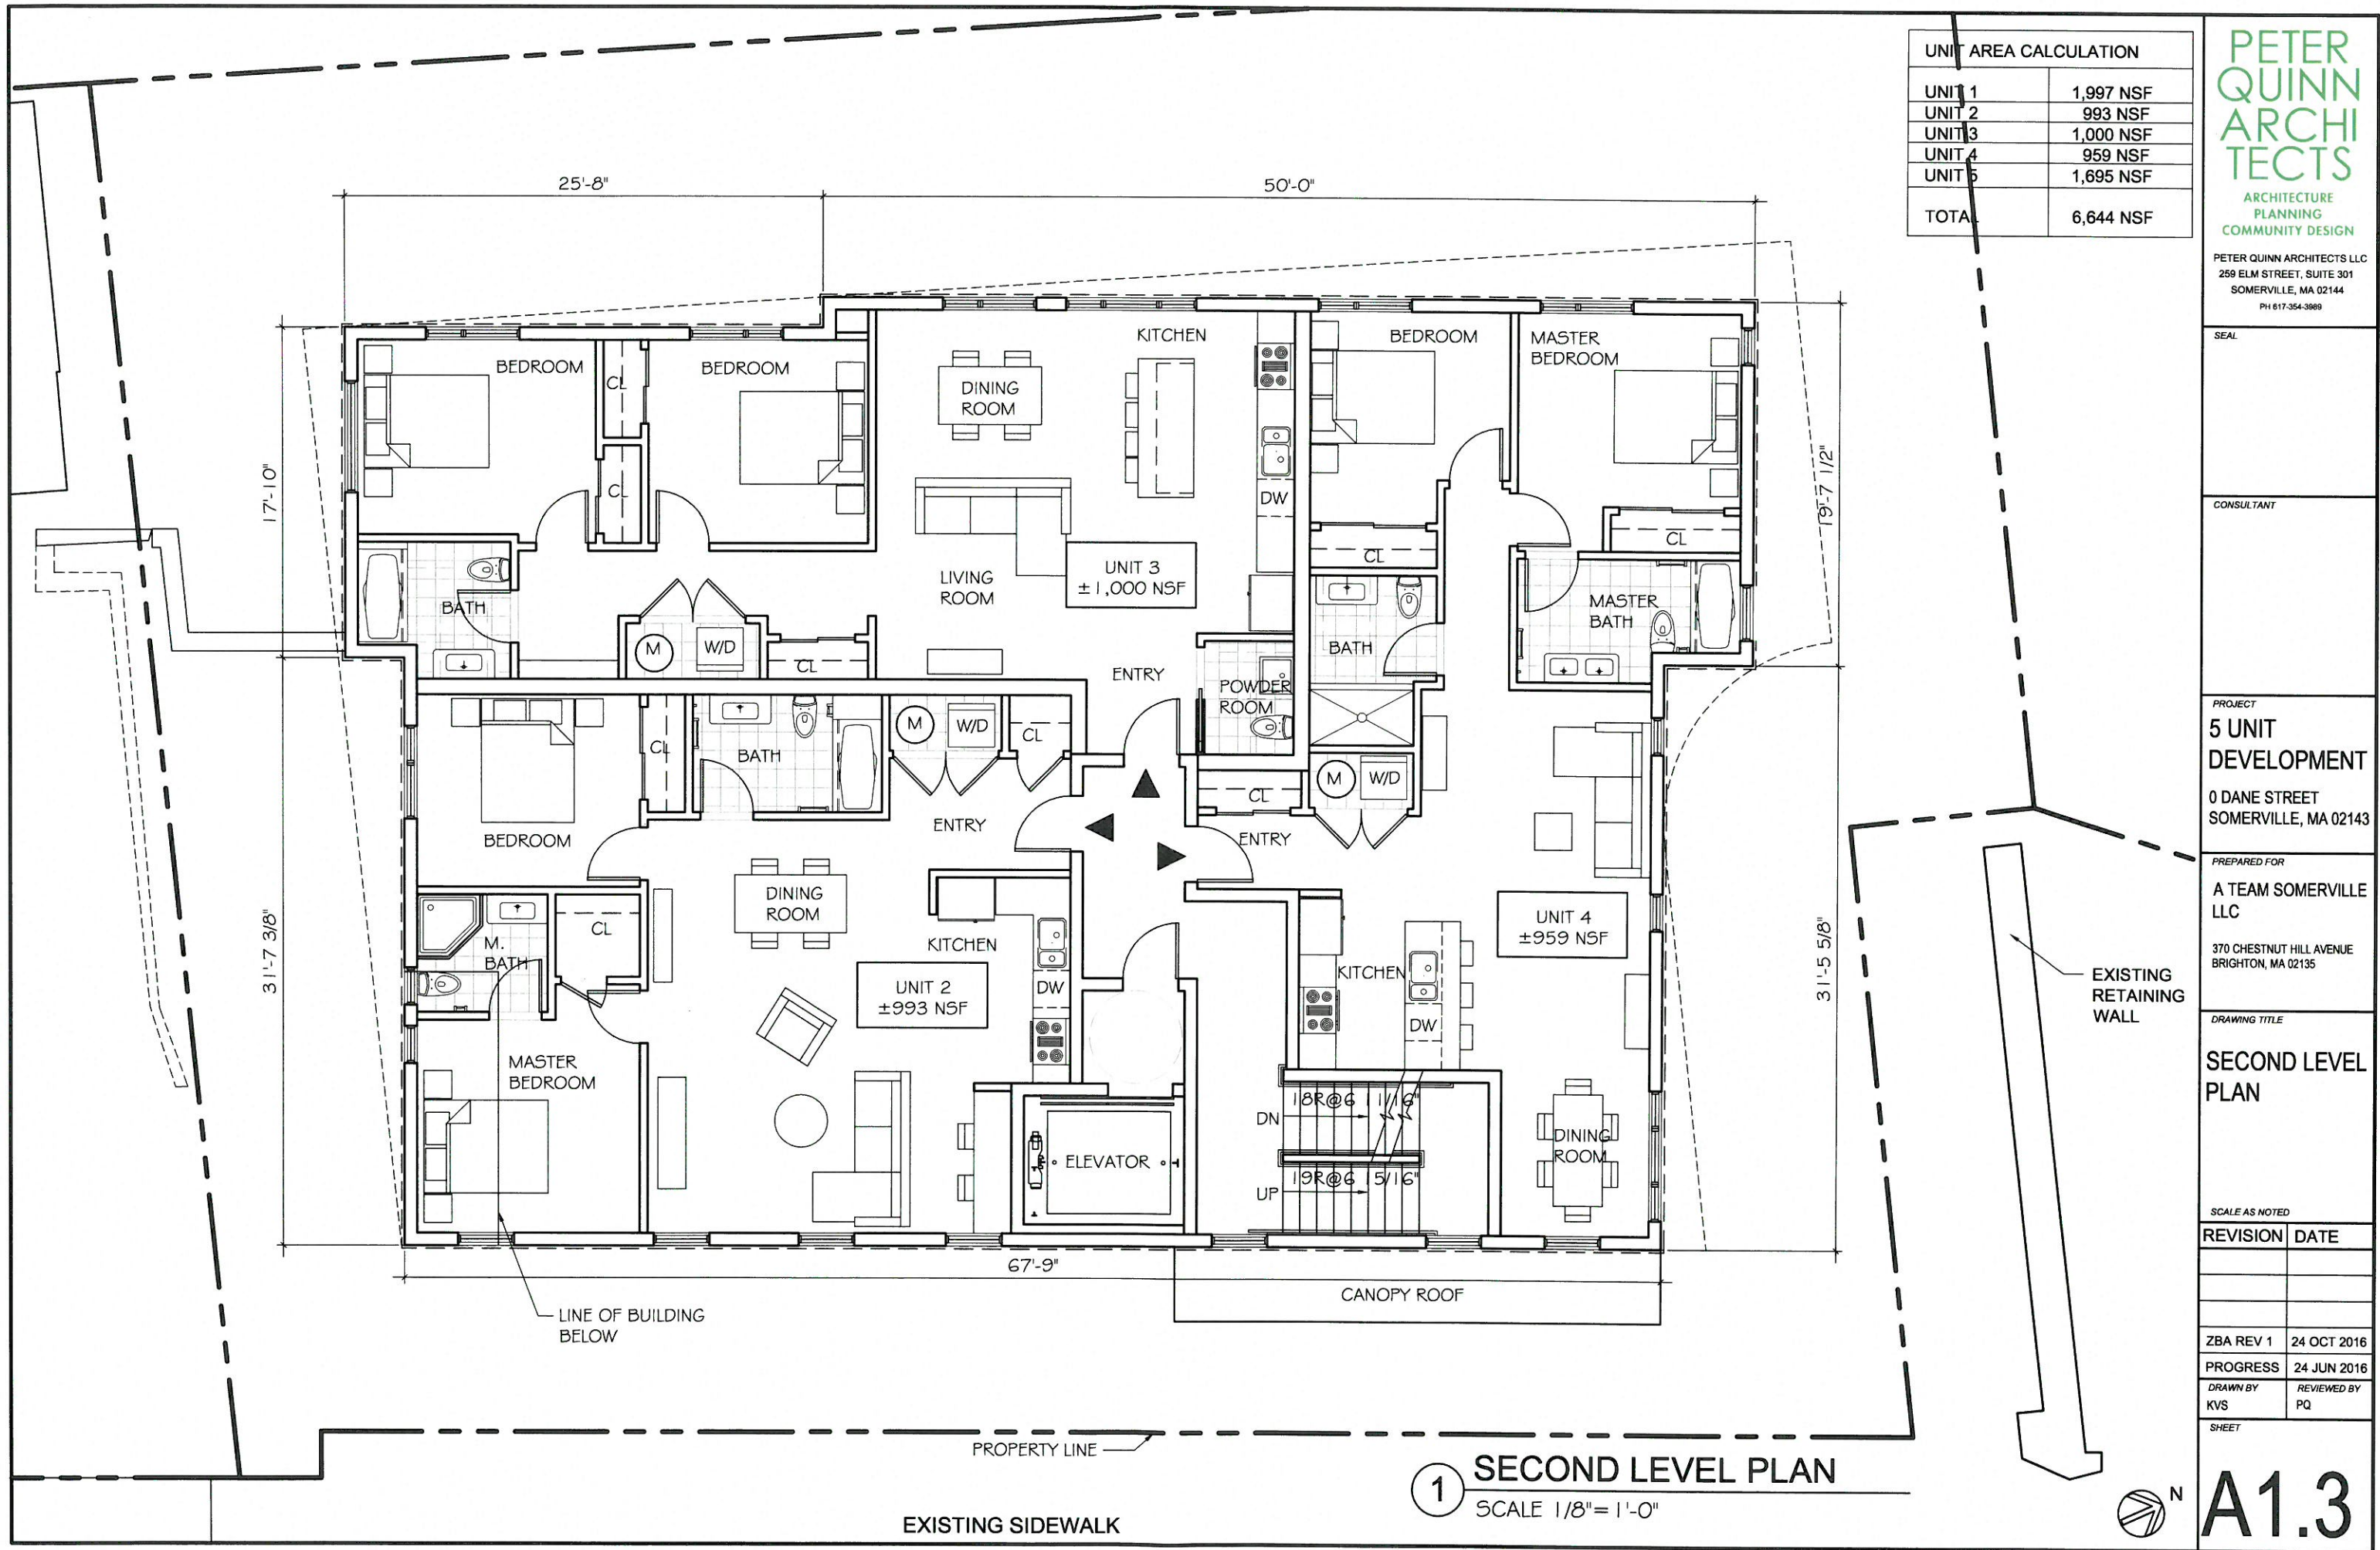 UNIT AREA CALCULATION
UNIT 1 1,997 NSF
UNIT 2 993 NSF
UNIT 3 1,000 NSF
UNIT 4 959 NSF
UNIT 5 1,695 NSF
TOTAL 6,644 NSF
PETER
QUINN
ARCHI
TECTS
ARCHITECTURE
PLANNING
COMMUNITY DESIGN
PETER QUINN ARCHITECTS LLC
259 ELM STREET, SUITE 301
SOMERVILLE, MA 02144
PH 617-354-3989
SEAL
CONSULTANT
PROJECT
5 UNIT
DEVELOPMENT
0 DANE STREET
SOMERVILLE, MA 02143
PREPARED FOR
A TEAM SOMERVILLE
LLC
370 CHESTNUT HILL AVENUE
BRIGHTON, MA 02135
DRAWING TITLE
SECOND LEVEL
PLAN
SCALE AS NOTED
REVISION DATE
ZBA REV 1 24 OCT 2016
PROGRESS 24 JUN 2016
DRAWN BY REVIEWED BY
KVS PQ
SHEET
A1.3
25'-8" 50'-0"
17'-10"
31'-7 3/8"
19'-7 1/2"
31'-5 5/8"
67'-9"
BEDROOM
CL
CL
BEDROOM
BATH
M W/D
CL
KITCHEN
DINING
ROOM
DW
LIVING
ROOM
UNIT 3
±1,000 NSF
ENTRY
POWDER
ROOM
BEDROOM
CL
MASTER
BEDROOM
CL
BATH
MASTER
BATH
M W/D
CL
ENTRY
UNIT 4
±959 NSF
KITCHEN
DW
DINING
ROOM
BEDROOM
CL
BATH
M W/D
CL
ENTRY
DINING
ROOM
KITCHEN
DW
UNIT 2
±993 NSF
M.
BATH
CL
MASTER
BEDROOM
ELEVATOR
DN
18R@6 11/16"
UP
19R@6 15/16"
CANOPY ROOF
LINE OF BUILDING
BELOW
EXISTING
RETAINING
WALL
PROPERTY LINE
1 SECOND LEVEL PLAN
SCALE 1/8"=1'-0"
EXISTING SIDEWALK
N